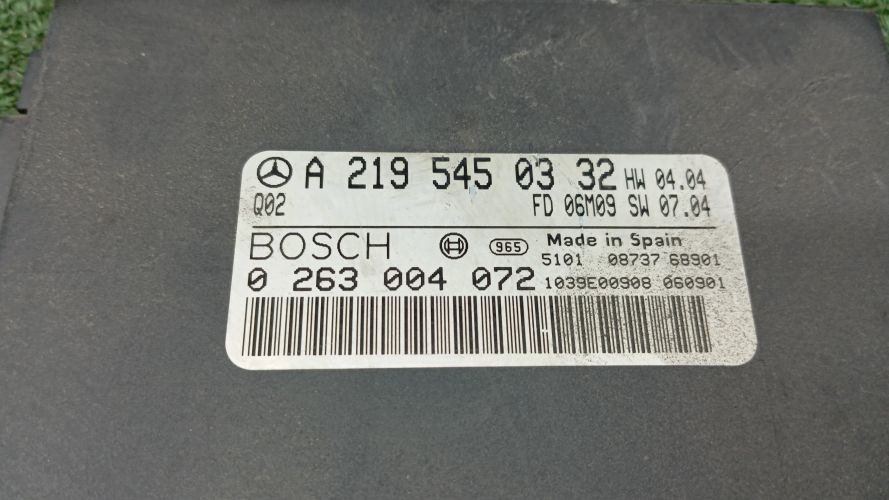 A 219 545 03 32 HW 04.04
Q02 FD 06M09 SW 07.04
BOSCH 965 Made in Spain
5101 08737 68901
0 263 004 072 1039E00908 060901